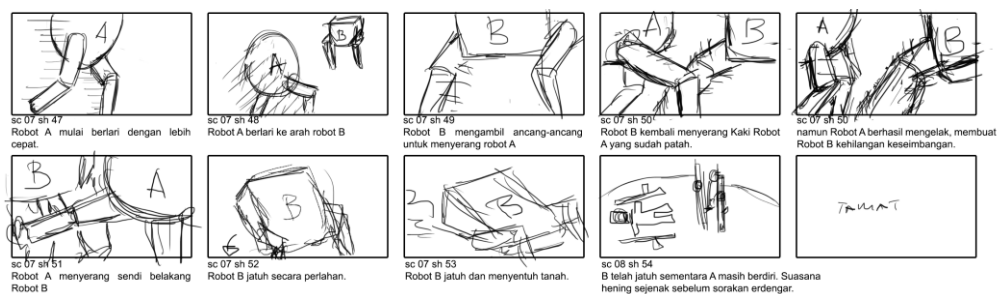 A
A
B
B
A
B
A
B
sc 07 sh 47
Robot A mulai berlari dengan lebih
cepat.
sc 07 sh 48
Robot A berlari ke arah robot B
sc 07 sh 49
Robot B mengambil ancang-ancang
untuk menyerang robot A
sc 07 sh 50
Robot B kembali menyerang Kaki Robot
A yang sudah patah.
sc 07 sh 50
namun Robot A berhasil mengelak, membuat
Robot B kehilangan keseimbangan.
B
A
B
B
TAMAT
sc 07 sh 51
Robot A menyerang sendi belakang
Robot B
sc 07 sh 52
Robot B jatuh secara perlahan.
sc 07 sh 53
Robot B jatuh dan menyentuh tanah.
sc 08 sh 54
B telah jatuh sementara A masih berdiri. Suasana
hening sejenak sebelum sorakan erdengar.